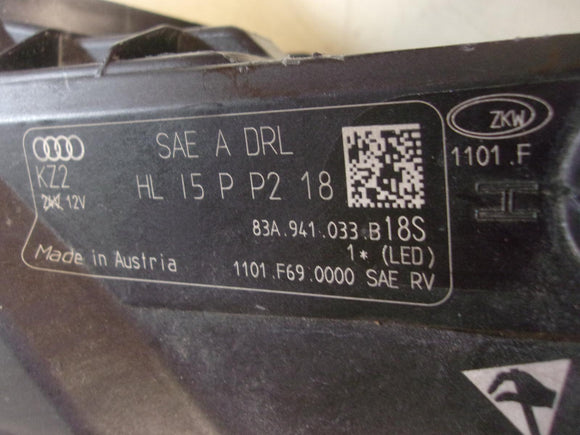 SAE A DRL
KZ2
HL I5 P P2 18
12V
83A.941.033.B18S
1* (LED)
Made in Austria
1101.F69.0000 SAE RV
ZKW
1101.F